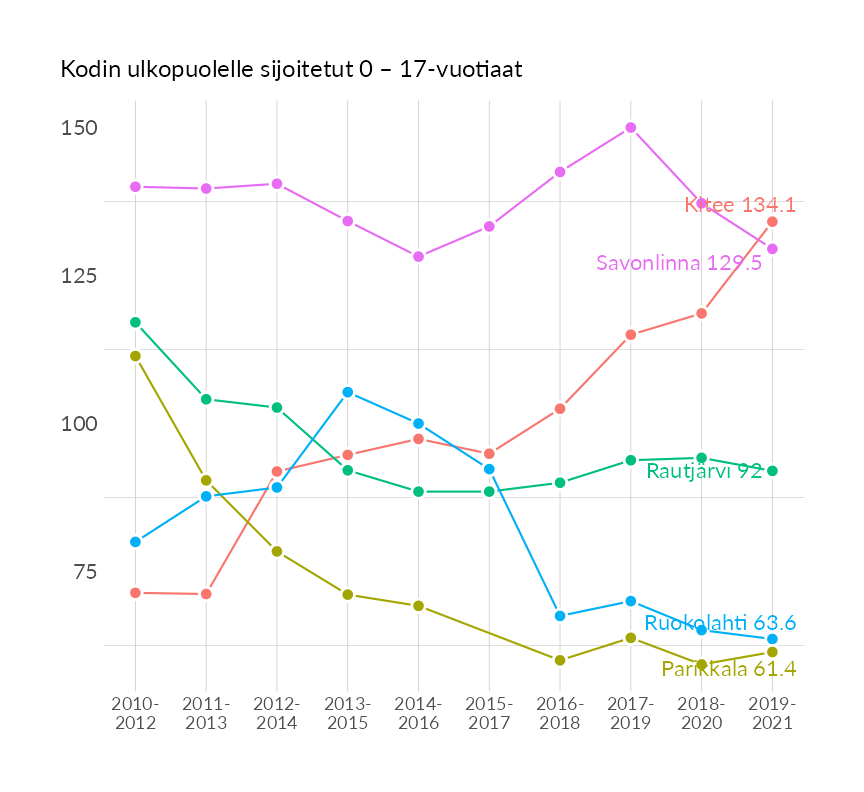 Kodin ulkopuolelle sijoitetut 0 – 17-vuotiaat
150
Kitee 134.1
Savonlinna 129.5
125
100
Rautjärvi 92
75
Ruokolahti 63.6
Parikkala 61.4
2010- 2011- 2012- 2013- 2014- 2015- 2016- 2017- 2018- 2019-
2012 2013 2014 2015 2016 2017 2018 2019 2020 2021